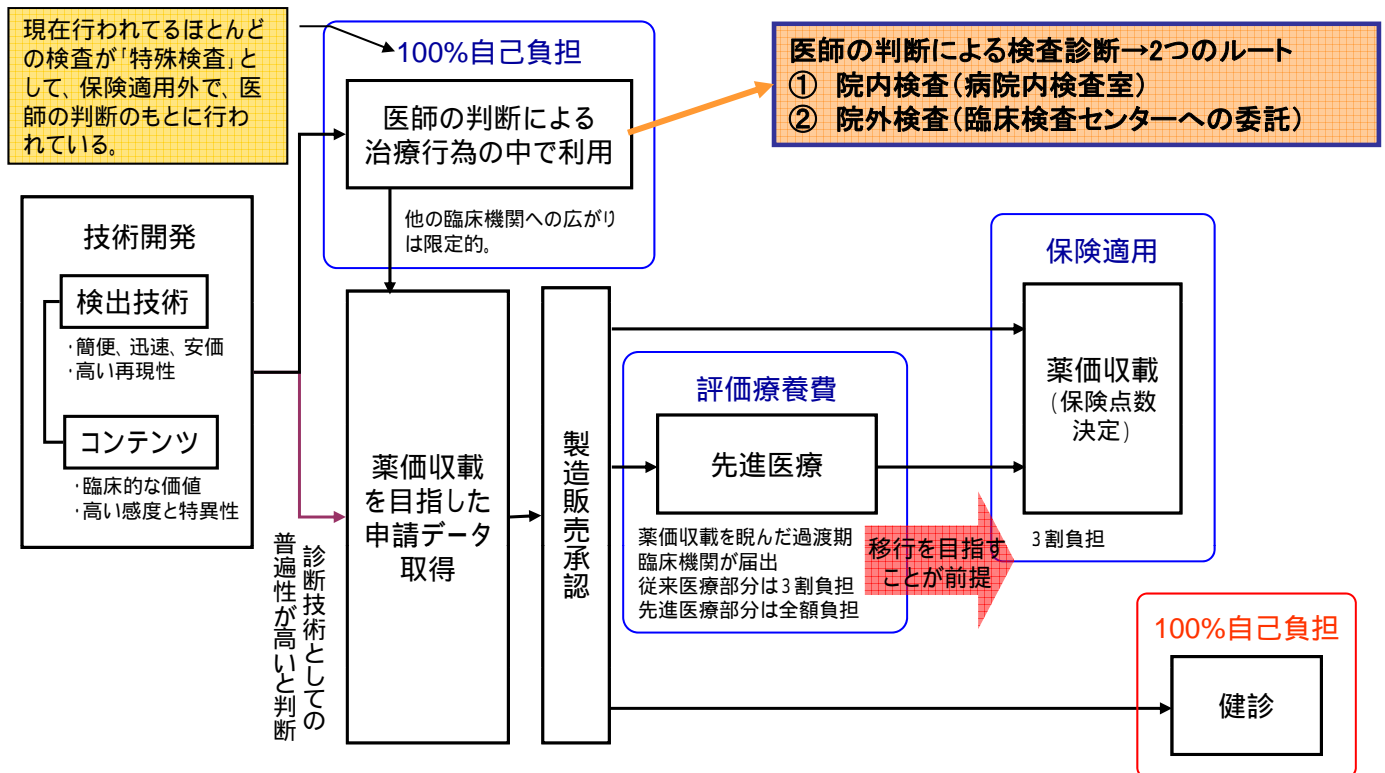 現在行われてるほとんど
の検査が「特殊検査」と
して、保険適用外で、医
師の判断のもとに行わ
れている。
100%自己負担
医師の判断による
治療行為の中で利用
他の臨床機関への広がり
は限定的。
医師の判断による検査診断→2つのルート
① 院内検査(病院内検査室)
② 院外検査(臨床検査センターへの委託)
技術開発
検出技術
・簡便、迅速、安価
・高い再現性
コンテンツ
・臨床的な価値
・高い感度と特異性
診断技術としての
普遍性が高いと判断
薬価収載
を目指した
申請データ
取得
製造販売承認
評価療養費
先進医療
薬価収載を睨んだ過渡期
臨床機関が届出
従来医療部分は3割負担
先進医療部分は全額負担
移行を目指す
ことが前提
保険適用
薬価収載
(保険点数
決定)
3割負担
100%自己負担
健診